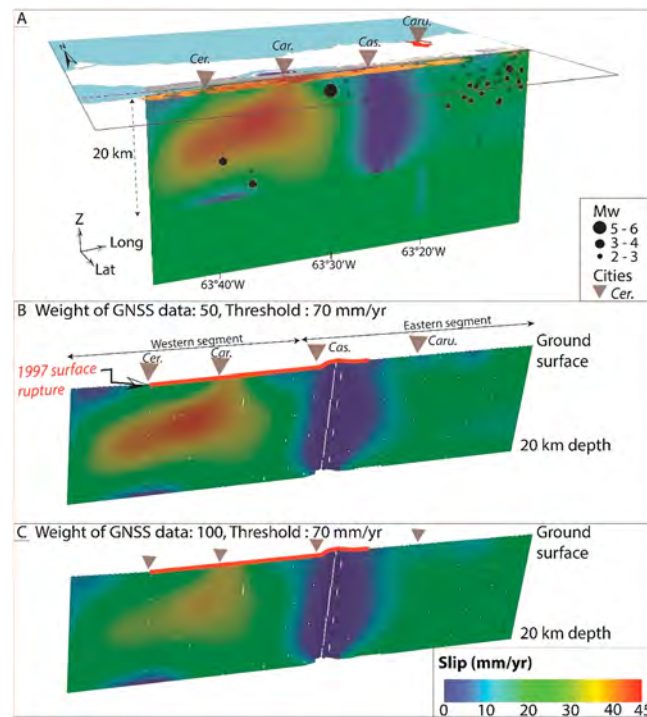 A
N
Cer.
Car.
Cas.
Caru.
20 km
Z
Long
Lat
63°40'W
63°30'W
63°20'W
Mw
5 - 6
3 - 4
2 - 3
Cities
Cer.
B Weight of GNSS data: 50, Threshold : 70 mm/yr
Western segment
Eastern segment
Cer.
Car.
Cas.
Caru.
Ground
surface
1997 surface
rupture
20 km depth
C Weight of GNSS data: 100, Threshold : 70 mm/yr
Ground
surface
20 km depth
Slip (mm/yr)
0 10 20 30 40 45